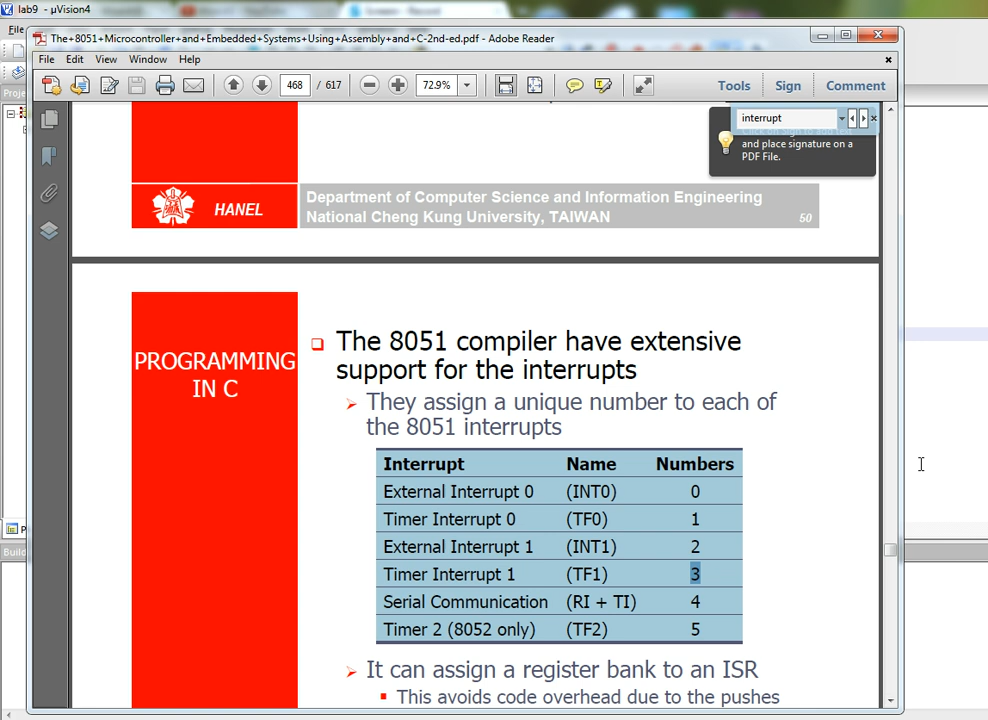 lab9 - µVision4
File
The+8051+Microcontroller+and+Embedded+Systems+Using+Assembly+and+C-2nd-ed.pdf - Adobe Reader
File Edit View Window Help
468 / 617 72.9% Tools Sign Comment
interrupt
and place signature on a
PDF File.
HANEL
Department of Computer Science and Information Engineering
National Cheng Kung University, TAIWAN 50
PROGRAMMING
IN C
The 8051 compiler have extensive
support for the interrupts
They assign a unique number to each of
the 8051 interrupts
Interrupt Name Numbers
External Interrupt 0 (INT0) 0
Timer Interrupt 0 (TF0) 1
External Interrupt 1 (INT1) 2
Timer Interrupt 1 (TF1) 3
Serial Communication (RI + TI) 4
Timer 2 (8052 only) (TF2) 5
It can assign a register bank to an ISR
This avoids code overhead due to the pushes
Proje
Build